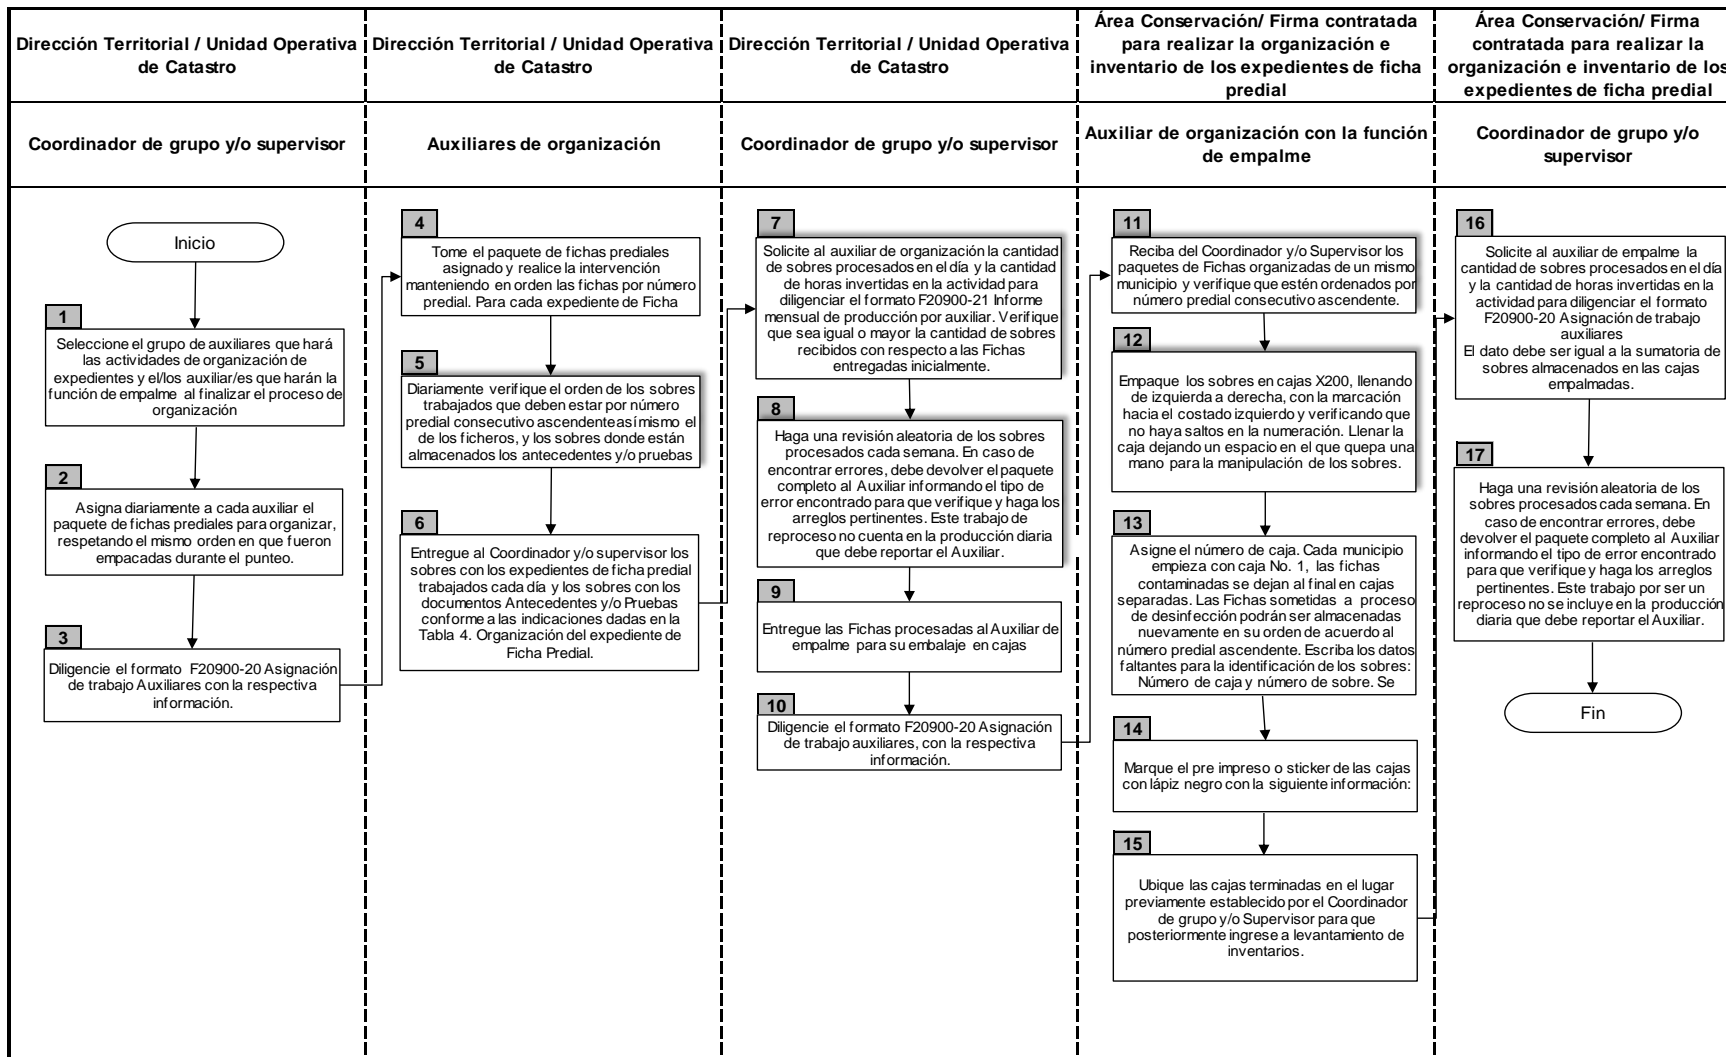 Dirección Territorial / Unidad Operativa
de Catastro
Dirección Territorial / Unidad Operativa
de Catastro
Dirección Territorial / Unidad Operativa
de Catastro
Área Conservación/ Firma contratada
para realizar la organización e
inventario de los expedientes de ficha
predial
Área Conservación/ Firma
contratada para realizar la
organización e inventario de los
expedientes de ficha predial
Coordinador de grupo y/o supervisor
Auxiliares de organización
Coordinador de grupo y/o supervisor
Auxiliar de organización con la función
de empalme
Coordinador de grupo y/o
supervisor
Inicio
1
Seleccione el grupo de auxiliares que hará
las actividades de organización de
expedientes y el/los auxiliar/es que harán la
función de empalme al finalizar el proceso de
organización
2
Asigna diariamente a cada auxiliar el
paquete de fichas prediales para organizar,
respetando el mismo orden en que fueron
empacadas durante el punteo.
3
Diligencie el formato F20900-20 Asignación
de trabajo Auxiliares con la respectiva
información.
4
Tome el paquete de fichas prediales
asignado y realice la intervención
manteniendo en orden las fichas por número
predial. Para cada expediente de Ficha
5
Diariamente verifique el orden de los sobres
trabajados que deben estar por número
predial consecutivo ascendente así mismo el
de los ficheros, y los sobres donde están
almacenados los antecedentes y/o pruebas
6
Entregue al Coordinador y/o supervisor los
sobres con los expedientes de ficha predial
trabajados cada día y los sobres con los
documentos Antecedentes y/o Pruebas
conforme a las indicaciones dadas en la
Tabla 4. Organización del expediente de
Ficha Predial.
7
Solicite al auxiliar de organización la cantidad
de sobres procesados en el día y la cantidad
de horas invertidas en la actividad para
diligenciar el formato F20900-21 Informe
mensual de producción por auxiliar. Verifique
que sea igual o mayor la cantidad de sobres
recibidos con respecto a las Fichas
entregadas inicialmente.
8
Haga una revisión aleatoria de los sobres
procesados cada semana. En caso de
encontrar errores, debe devolver el paquete
completo al Auxiliar informando el tipo de
error encontrado para que verifique y haga los
arreglos pertinentes. Este trabajo de
reproceso no cuenta en la producción diaria
que debe reportar el Auxiliar.
9
Entregue las Fichas procesadas al Auxiliar de
empalme para su embalaje en cajas
10
Diligencie el formato F20900-20 Asignación
de trabajo auxiliares, con la respectiva
información.
11
Reciba del Coordinador y/o Supervisor los
paquetes de Fichas organizadas de un mismo
municipio y verifique que estén ordenados por
número predial consecutivo ascendente.
12
Empaque los sobres en cajas X200, llenando
de izquierda a derecha, con la marcación
hacia el costado izquierdo y verificando que
no haya saltos en la numeración. Llenar la
caja dejando un espacio en el que quepa una
mano para la manipulación de los sobres.
13
Asigne el número de caja. Cada municipio
empieza con caja No. 1, las fichas
contaminadas se dejan al final en cajas
separadas. Las Fichas sometidas a proceso
de desinfección podrán ser almacenadas
nuevamente en su orden de acuerdo al
número predial ascendente. Escriba los datos
faltantes para la identificación de los sobres:
Número de caja y número de sobre. Se
14
Marque el pre impreso o sticker de las cajas
con lápiz negro con la siguiente información:
15
Ubique las cajas terminadas en el lugar
previamente establecido por el Coordinador
de grupo y/o Supervisor para que
posteriormente ingrese a levantamiento de
inventarios.
16
Solicite al auxiliar de empalme la
cantidad de sobres procesados en el día
y la cantidad de horas invertidas en la
actividad para diligenciar el formato
F20900-20 Asignación de trabajo
auxiliares
El dato debe ser igual a la sumatoria de
sobres almacenados en las cajas
empalmadas.
17
Haga una revisión aleatoria de los
sobres procesados cada semana. En
caso de encontrar errores, debe
devolver el paquete completo al Auxiliar
informando el tipo de error encontrado
para que verifique y haga los arreglos
pertinentes. Este trabajo por ser un
reproceso no se incluye en la producción
diaria que debe reportar el Auxiliar.
Fin